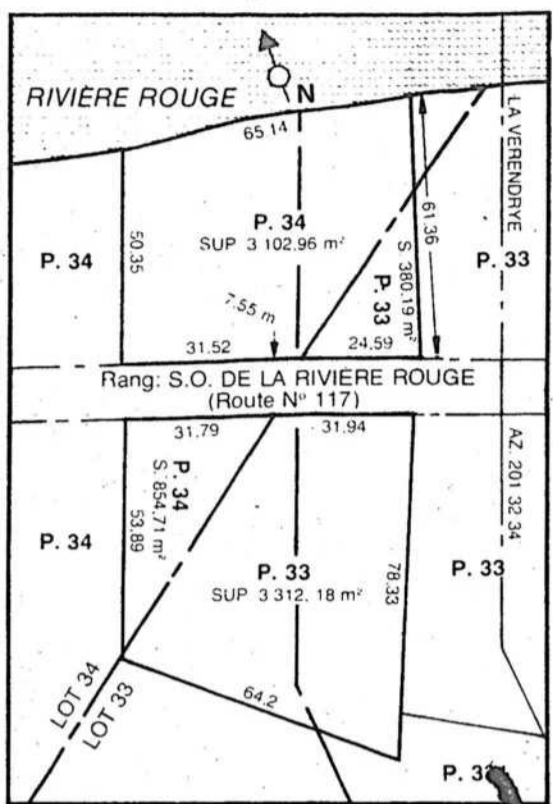 RIVIÈRE ROUGE
N
65.14
LA VERENDRYE
P. 34
SUP 3 102.96 m²
50.35
P. 34
61.36
P. 33
S. 380.19 m²
P. 33
7.55 m
31.52
24.59
Rang: S.O. DE LA RIVIÈRE ROUGE
(Route Nº 117)
31.79
31.94
AZ. 201 32 34
P. 34
S. 854.71 m²
53.89
P. 34
P. 33
SUP 3 312.18 m²
78.33
P. 33
LOT 34
LOT 33
64.2